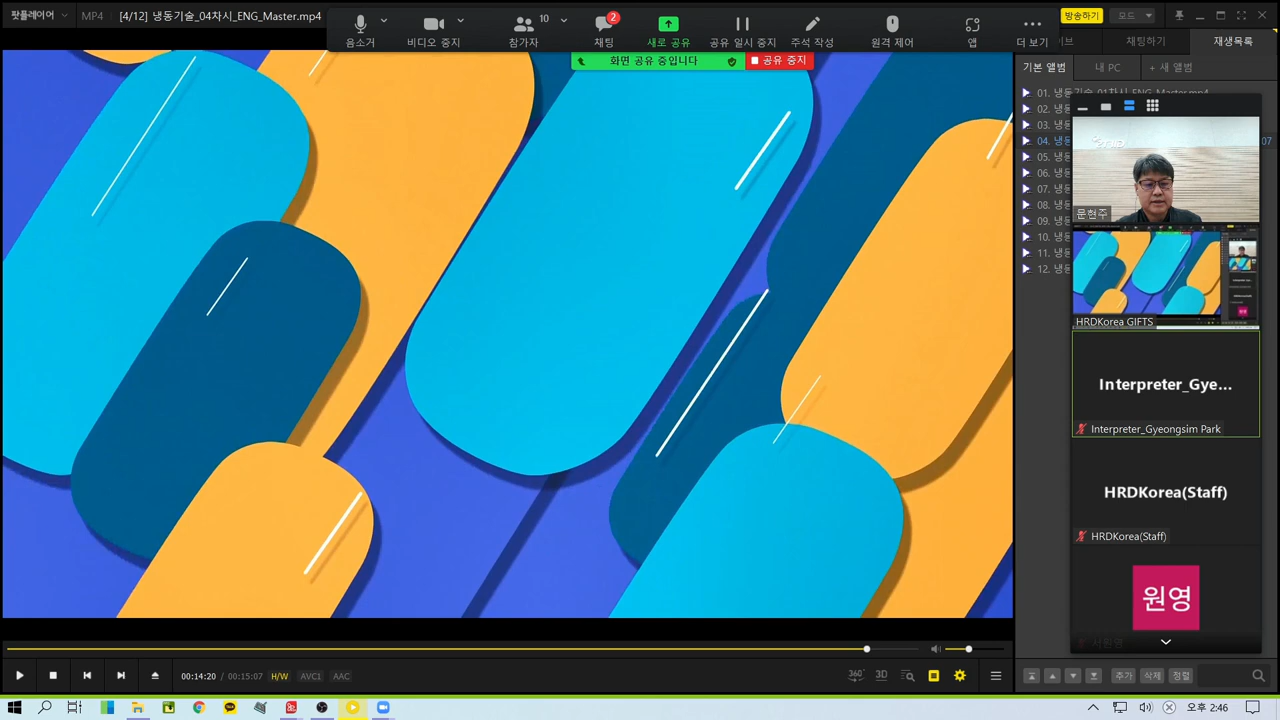 팟플레이어 MP4 [4/12] 냉동기술_04차시_ENG_Master.mp4
음소거 비디오 중지 참가자 10 채팅 2 새로 공유 공유 일시 중지 주석 작성 원격 제어 앱 더 보기
방송하기 모드
화면 공유 중입니다 공유 중지
채팅하기 재생목록
기본 앨범 내 PC + 새 앨범
01. 냉동기술_01차시_ENG_Master.mp4
02. 냉동
03. 냉동
04. 냉동 07
05. 냉동
06. 냉동
07. 냉동
08. 냉동
09. 냉동
10. 냉동
11. 냉동
12. 냉동
문현주
HRDKorea GIFTS
Interpreter_Gye...
Interpreter_Gyeongsim Park
HRDKorea(Staff)
HRDKorea(Staff)
원영
서원영
00:14:20 / 00:15:07 H/W AVC1 AAC
360° 3D
추가 삭제 정렬
오후 2:46